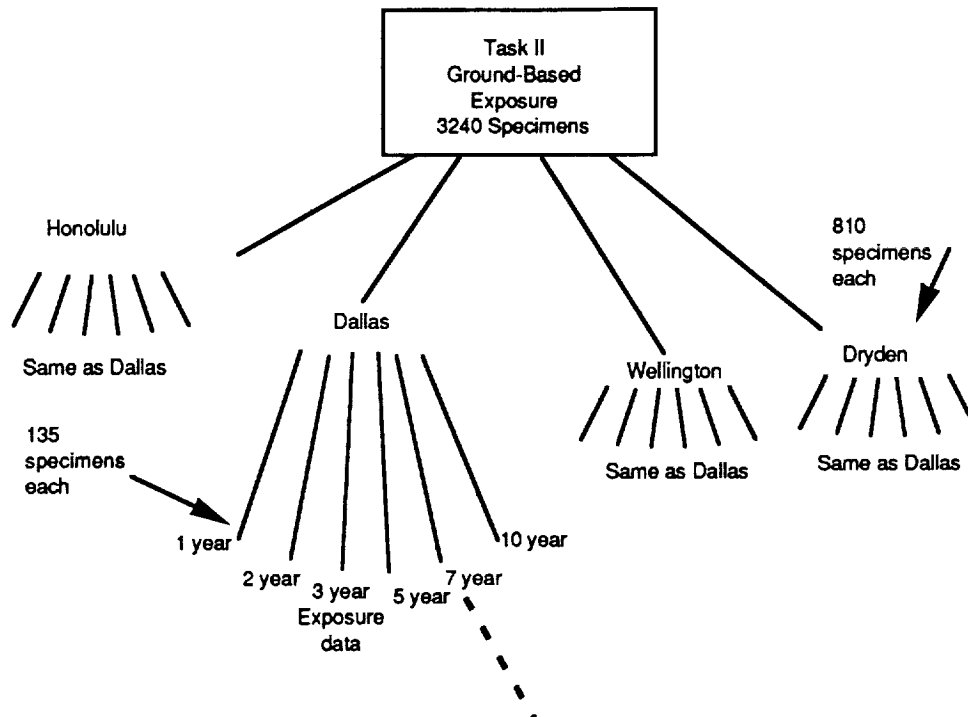 Task II
Ground-Based
Exposure
3240 Specimens
Honolulu
Same as Dallas
810
specimens
each
Dallas
Wellington
Same as Dallas
Dryden
Same as Dallas
135
specimens
each
1 year
2 year
3 year
Exposure
data
5 year
7 year
10 year